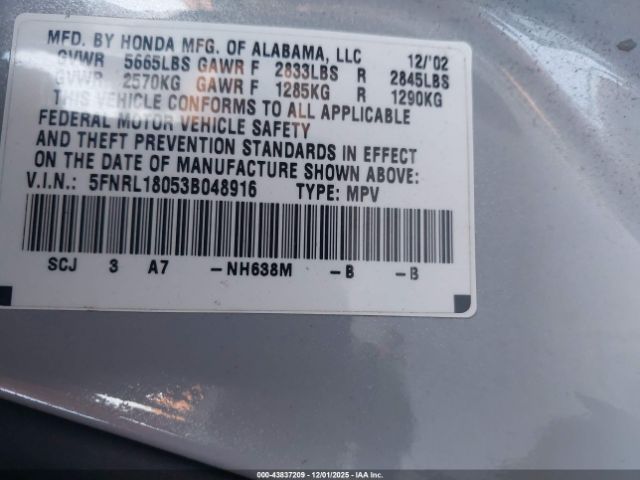 MFD. BY HONDA MFG. OF ALABAMA, LLC 12/'02
GVWR 5665LBS GAWR F 2833LBS R 2845LBS
GVWR 2570KG GAWR F 1285KG R 1290KG
THIS VEHICLE CONFORMS TO ALL APPLICABLE
FEDERAL MOTOR VEHICLE SAFETY
AND THEFT PREVENTION STANDARDS IN EFFECT
ON THE DATE OF MANUFACTURE SHOWN ABOVE:
V.I.N.: 5FNRL18053B048916 TYPE: MPV
SCJ 3 A7 -NH638M -B -B
000-43837209 - 12/01/2025 - IAA Inc.